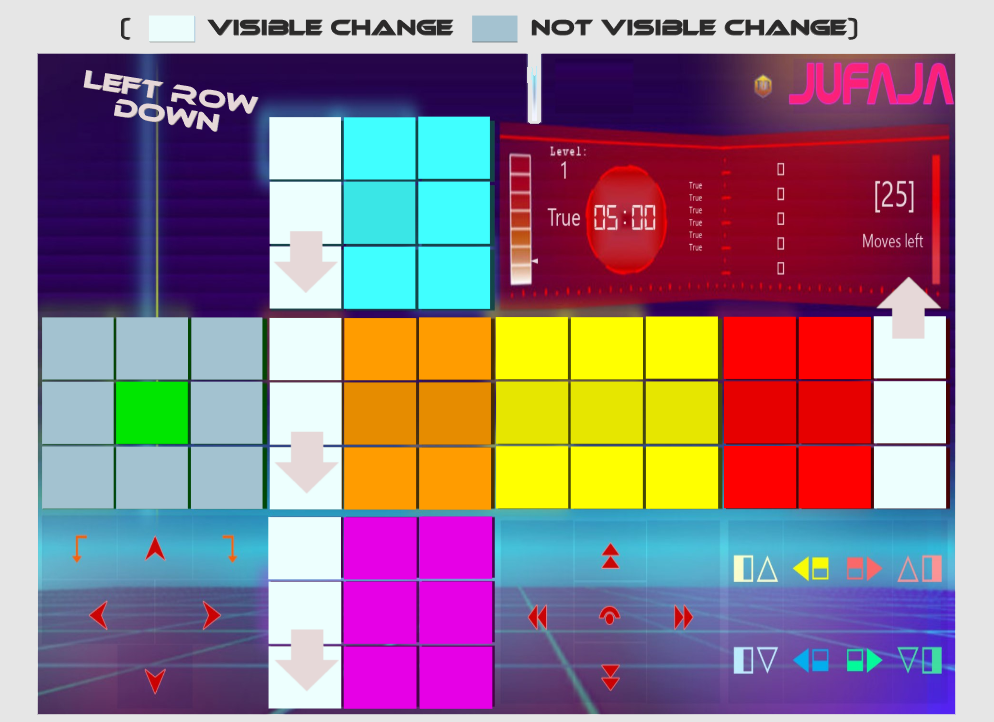 ( VISIBLE CHANGE NOT VISIBLE CHANGE)
LEFT ROW
DOWN
JUFAJA
Level:
1
True
05:00
True
True
True
True
True
True
[25]
Moves left